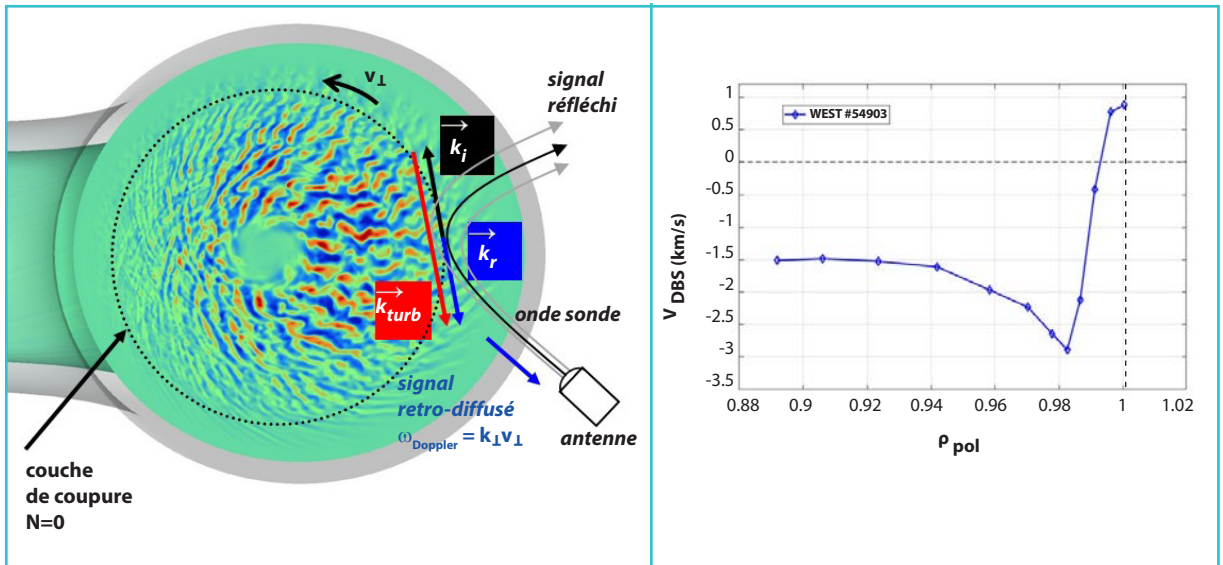 v⊥
signal
réfléchi
k_i
k_r
k_turb
onde sonde
signal
retro-diffusé
ω_Doppler = k⊥v⊥
antenne
couche
de coupure
N=0
WEST #54903
V_DBS (km/s)
1
0.5
0
-0.5
-1
-1.5
-2
-2.5
-3
-3.5
0.88 0.9 0.92 0.94 0.96 0.98 1 1.02
ρ_pol